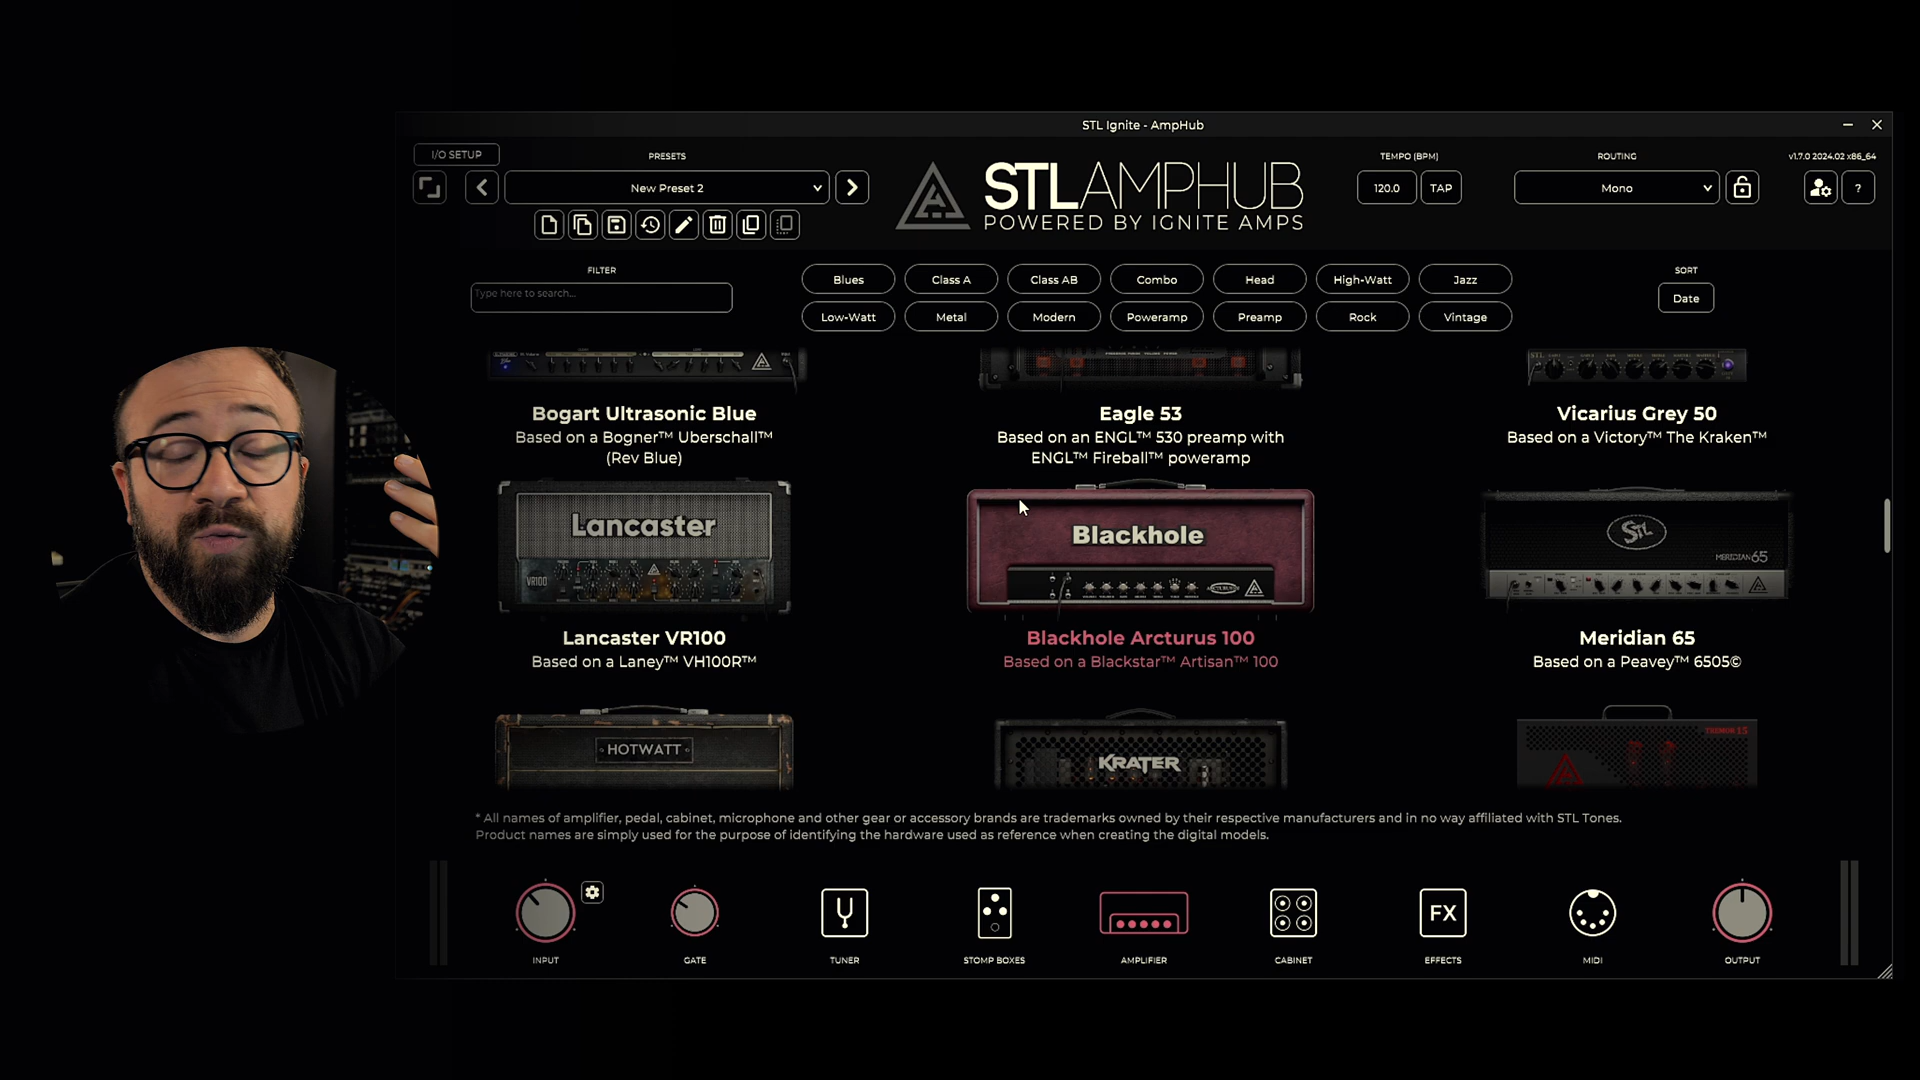 STL Ignite - AmpHub
I/O SETUP
PRESETS
New Preset 2
STLAMPHUB
POWERED BY IGNITE AMPS
TEMPO (BPM)
120.0
TAP
ROUTING
Mono
v1.7.0 2024.02 x86_64
?
FILTER
Type here to search...
Blues
Class A
Class AB
Combo
Head
High-Watt
Jazz
Low-Watt
Metal
Modern
Poweramp
Preamp
Rock
Vintage
SORT
Date
STL
Bogart Ultrasonic Blue
Based on a Bogner™ Uberschall™
(Rev Blue)
Eagle 53
Based on an ENGL™ 530 preamp with
ENGL™ Fireball™ poweramp
Vicarius Grey 50
Based on a Victory™ The Kraken™
Lancaster
VR100
Lancaster VR100
Based on a Laney™ VH100R™
Blackhole
ARCTURUS
Blackhole Arcturus 100
Based on a Blackstar™ Artisan™ 100
STL
MERIDIAN 65
Meridian 65
Based on a Peavey™ 6505©
HOTWATT
KRATER
TREMOR 15
* All names of amplifier, pedal, cabinet, microphone and other gear or accessory brands are trademarks owned by their respective manufacturers and in no way affiliated with STL Tones.
Product names are simply used for the purpose of identifying the hardware used as reference when creating the digital models.
INPUT
GATE
TUNER
STOMP BOXES
AMPLIFIER
CABINET
FX
EFFECTS
MIDI
OUTPUT